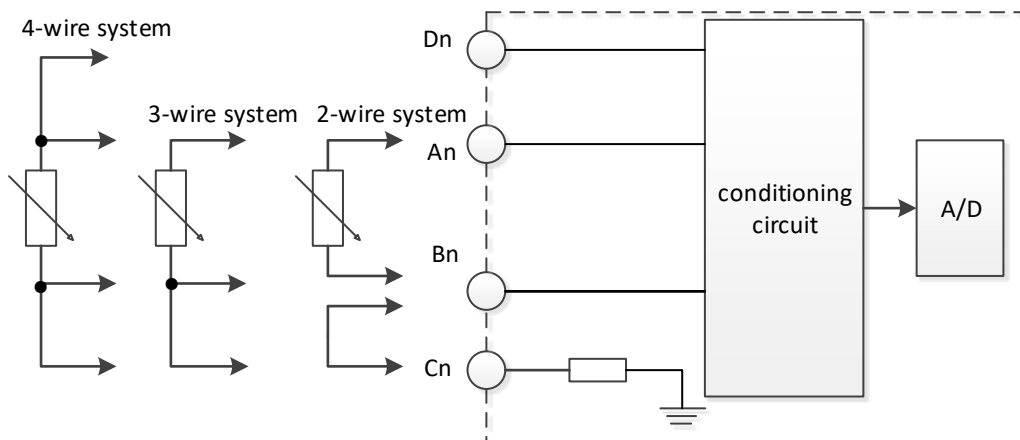 4-wire system
3-wire system
2-wire system
Dn
An
Bn
Cn
conditioning
circuit
A/D